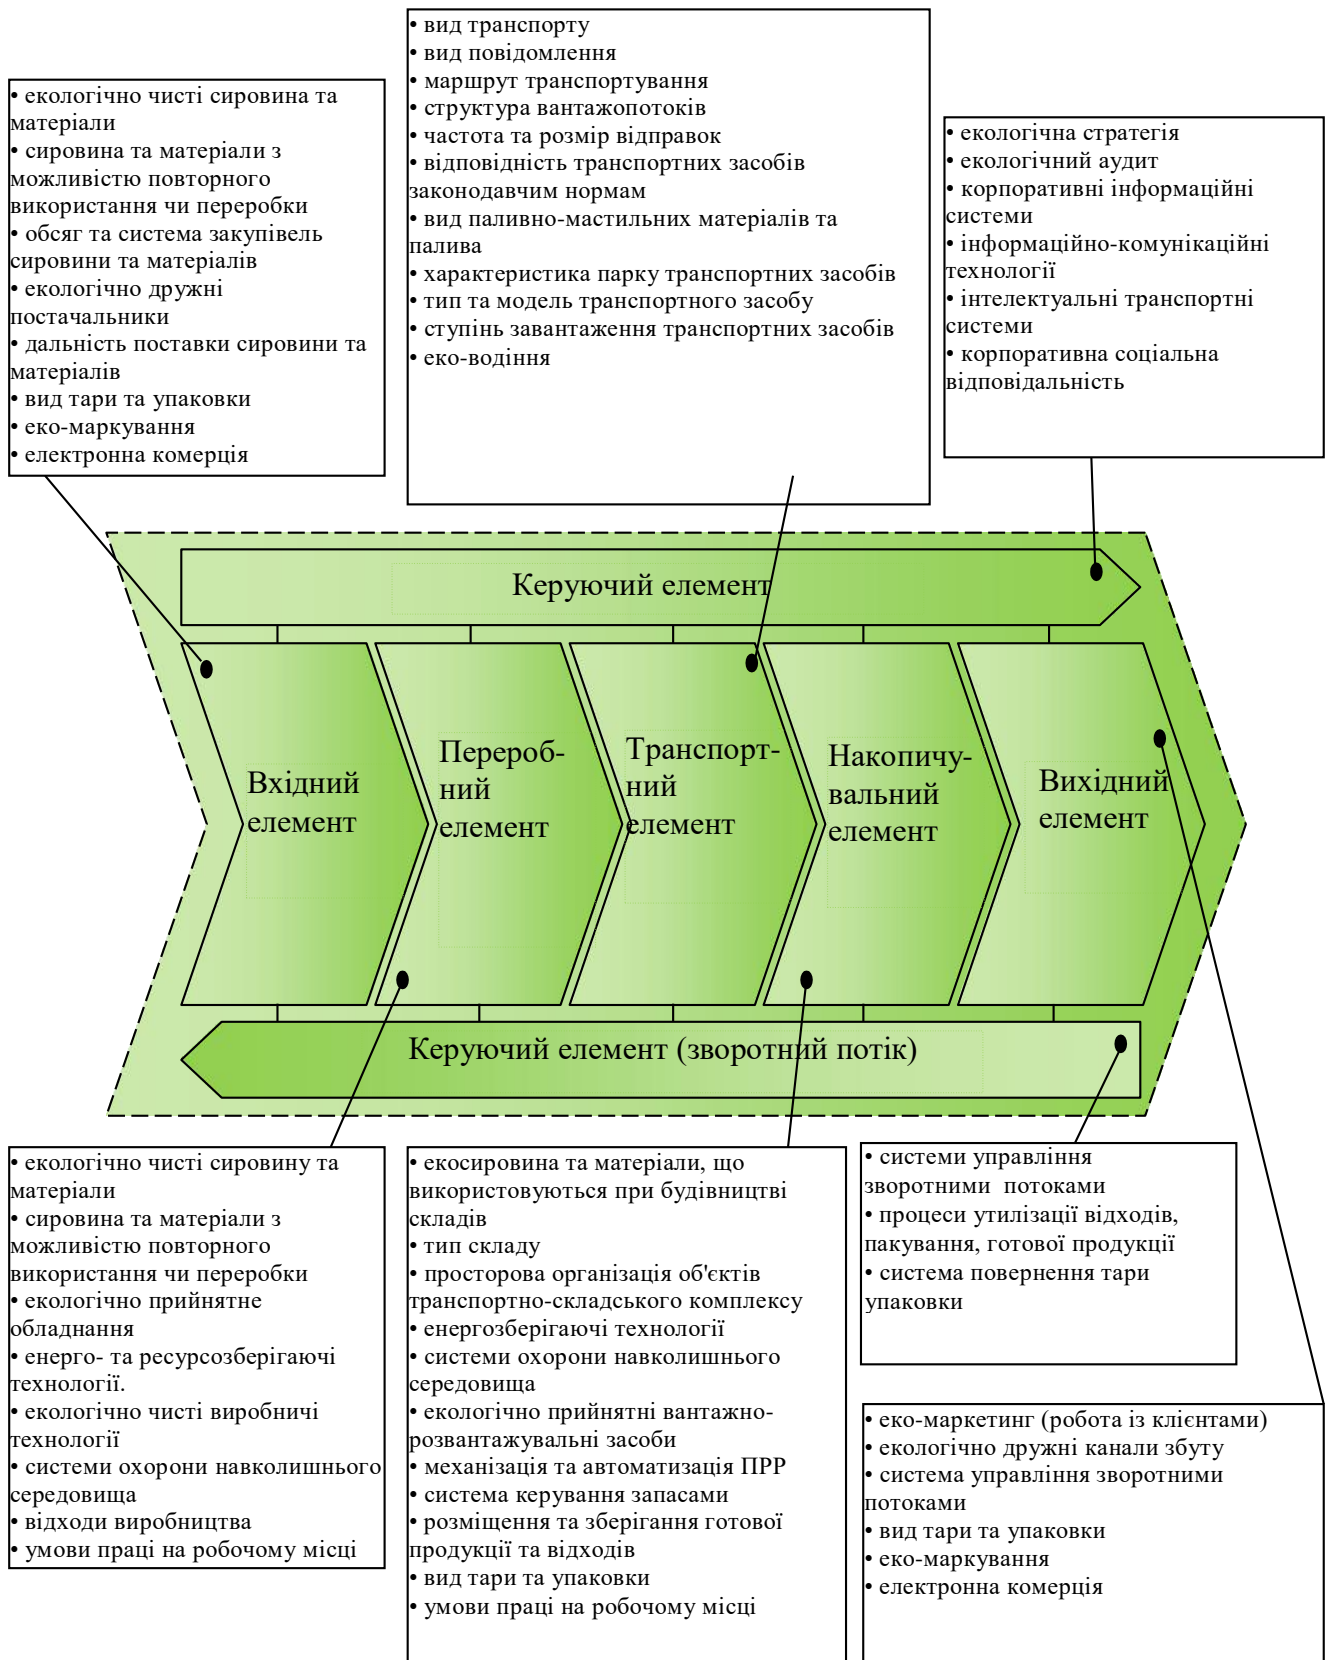 • екологічно чисті сировина та
матеріали
• сировина та матеріали з
можливістю повторного
використання чи переробки
• обсяг та система закупівель
сировини та матеріалів
• екологічно дружні
постачальники
• дальність поставки сировини та
матеріалів
• вид тари та упаковки
• еко-маркування
• електронна комерція
• вид транспорту
• вид повідомлення
• маршрут транспортування
• структура вантажопотоків
• частота та розмір відправок
• відповідність транспортних засобів
законодавчим нормам
• вид паливно-мастильних матеріалів та
палива
• характеристика парку транспортних засобів
• тип та модель транспортного засобу
• ступінь завантаження транспортних засобів
• еко-водіння
• екологічна стратегія
• екологічний аудит
• корпоративні інформаційні
системи
• інформаційно-комунікаційні
технології
• інтелектуальні транспортні
системи
• корпоративна соціальна
відповідальність
Керуючий елемент
Вхідний
елемент
Перероб-
ний
елемент
Транспорт-
ний
елемент
Накопичу-
вальний
елемент
Вихідний
елемент
Керуючий елемент (зворотний потік)
• екологічно чисті сировину та
матеріали
• сировина та матеріали з
можливістю повторного
використання чи переробки
• екологічно прийнятне
обладнання
• енерго- та ресурсозберігаючі
технології.
• екологічно чисті виробничі
технології
• системи охорони навколишнього
середовища
• відходи виробництва
• умови праці на робочому місці
• екосировина та матеріали, що
використовуються при будівництві
складів
• тип складу
• просторова організація об'єктів
транспортно-складського комплексу
• енергозберігаючі технології
• системи охорони навколишнього
середовища
• екологічно прийнятні вантажно-
розвантажувальні засоби
• механізація та автоматизація ПРР
• система керування запасами
• розміщення та зберігання готової
продукції та відходів
• вид тари та упаковки
• умови праці на робочому місці
• системи управління
зворотними  потоками
• процеси утилізації відходів,
пакування, готової продукції
• система повернення тари
упаковки
• еко-маркетинг (робота із клієнтами)
• екологічно дружні канали збуту
• система управління зворотними
потоками
• вид тари та упаковки
• еко-маркування
• електронна комерція